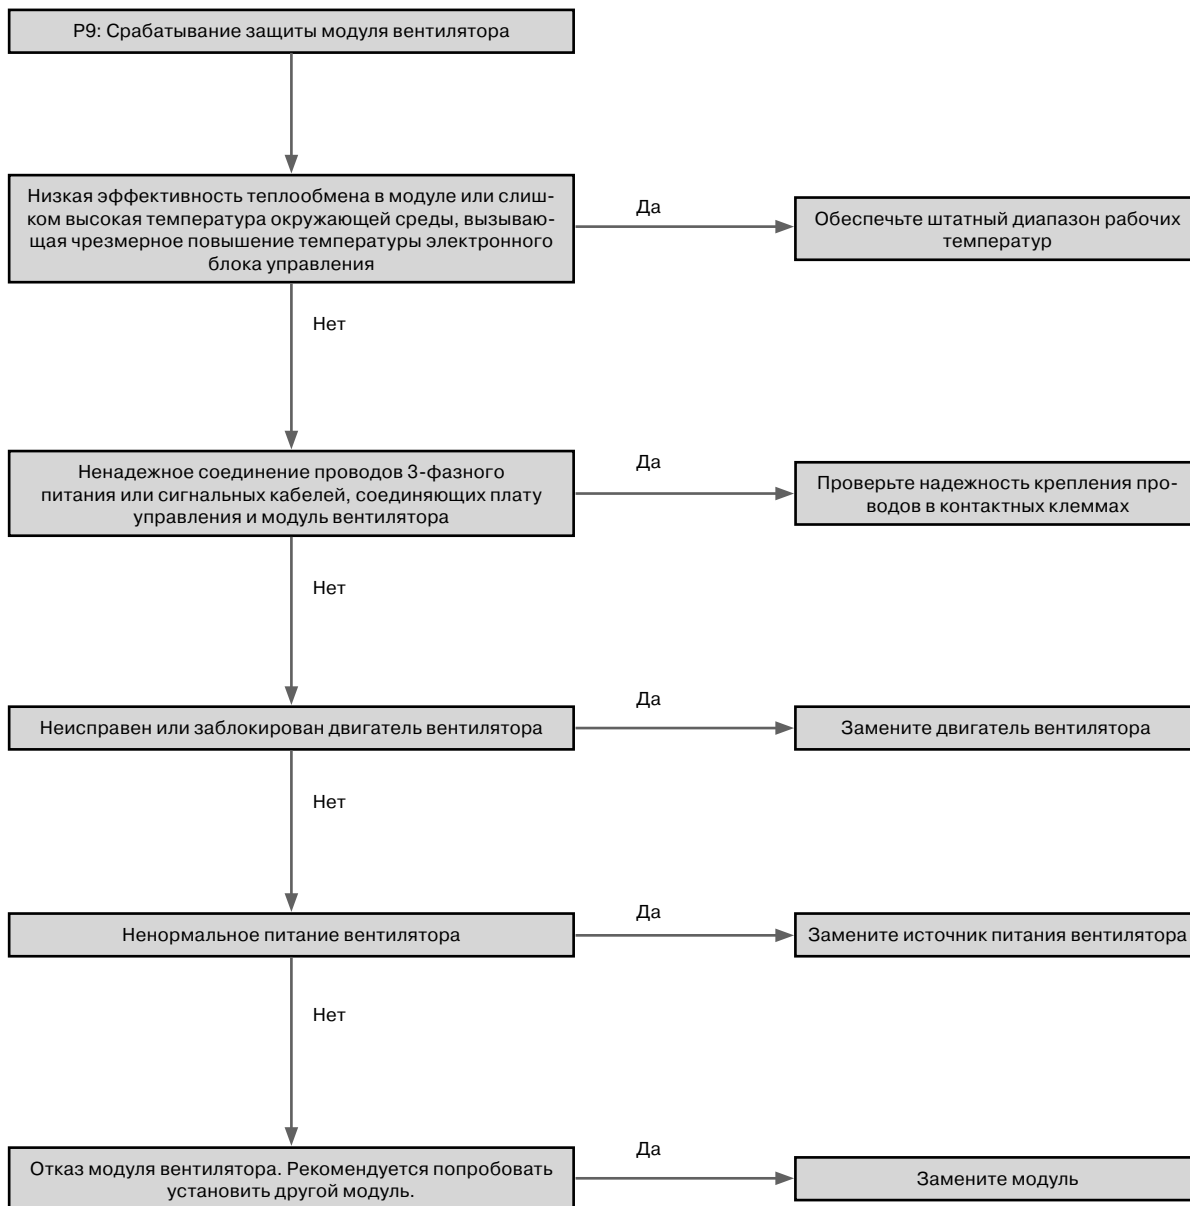 P9: Срабатывание защиты модуля вентилятора
Низкая эффективность теплообмена в модуле или слиш-
ком высокая температура окружающей среды, вызываю-
щая чрезмерное повышение температуры электронного
блока управления
Да
Обеспечьте штатный диапазон рабочих
температур
Нет
Ненадежное соединение проводов 3-фазного
питания или сигнальных кабелей, соединяющих плату
управления и модуль вентилятора
Да
Проверьте надежность крепления про-
водов в контактных клеммах
Нет
Неисправен или заблокирован двигатель вентилятора
Да
Замените двигатель вентилятора
Нет
Ненормальное питание вентилятора
Да
Замените источник питания вентилятора
Нет
Отказ модуля вентилятора. Рекомендуется попробовать
установить другой модуль.
Да
Замените модуль